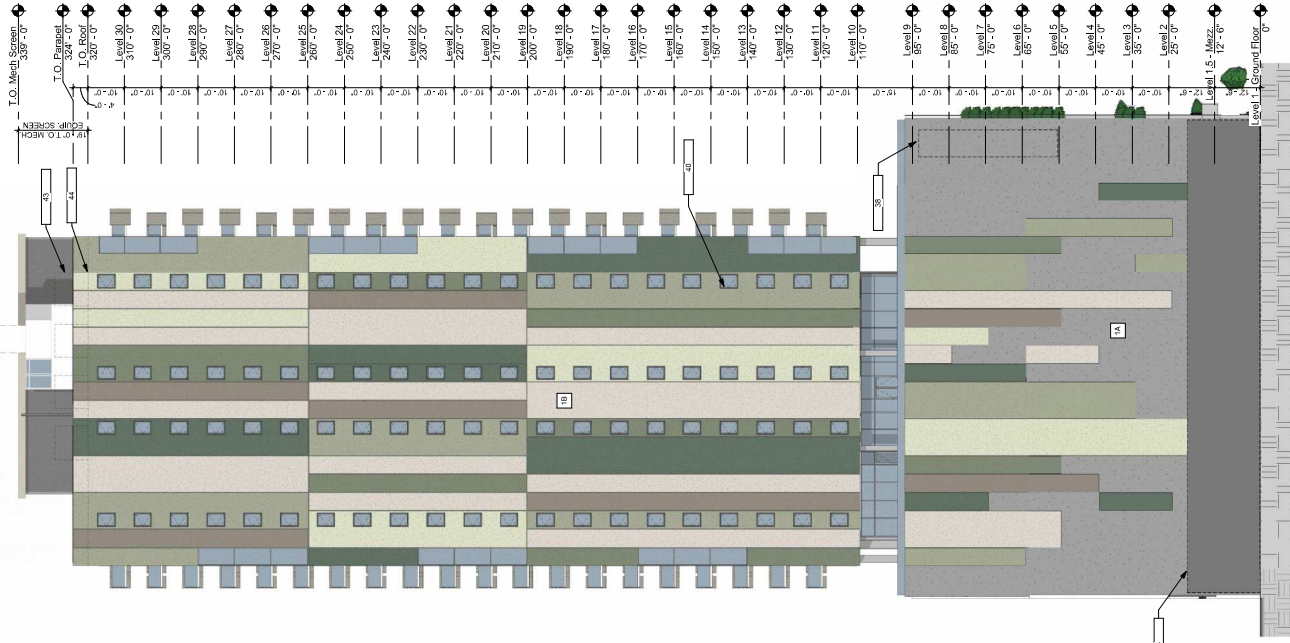 T.O. Mech Screen
339' - 0"
T.O. Parapet
324' - 0"
T.O. Roof
320' - 0"
Level 30
310' - 0"
Level 29
300' - 0"
Level 28
290' - 0"
Level 27
280' - 0"
Level 26
270' - 0"
Level 25
260' - 0"
Level 24
250' - 0"
Level 23
240' - 0"
Level 22
230' - 0"
Level 21
220' - 0"
Level 20
210' - 0"
Level 19
200' - 0"
Level 18
190' - 0"
Level 17
180' - 0"
Level 16
170' - 0"
Level 15
160' - 0"
Level 14
150' - 0"
Level 13
140' - 0"
Level 12
130' - 0"
Level 11
120' - 0"
Level 10
110' - 0"
Level 9
95' - 0"
Level 8
85' - 0"
Level 7
75' - 0"
Level 6
65' - 0"
Level 5
55' - 0"
Level 4
45' - 0"
Level 3
35' - 0"
Level 2
25' - 0"
Level 1.5 - Mezz.
12' - 6"
Level 1 - Ground Floor
0"
4' - 0"
19' - 0" T.O. MECH
EQUIP. SCREEN
15' - 0"
43
44
40
38
1B
1A